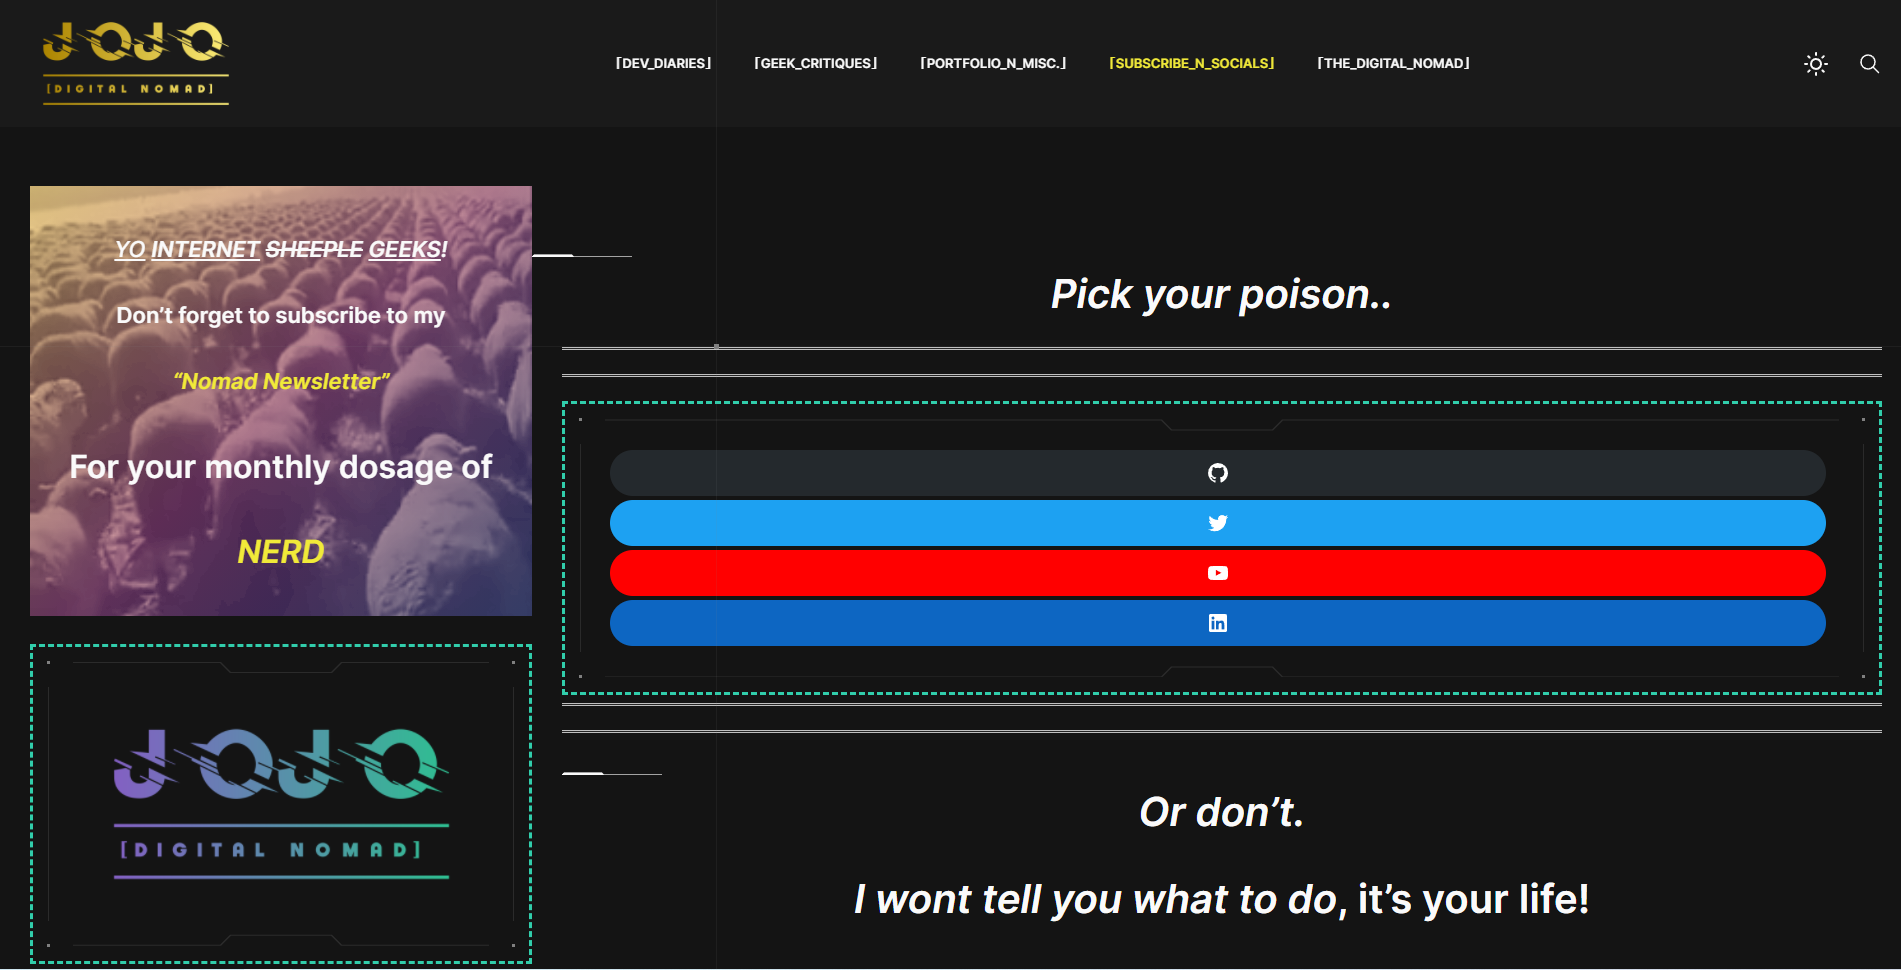 JOJO
[DIGITAL NOMAD]
[DEV_DIARIES] [GEEK_CRITIQUES] [PORTFOLIO_N_MISC.] [SUBSCRIBE_N_SOCIALS] [THE_DIGITAL_NOMAD]
YO INTERNET SHEEPLE GEEKS!
Don’t forget to subscribe to my
“Nomad Newsletter”
For your monthly dosage of
NERD
JOJO
[DIGITAL NOMAD]
Pick your poison..
in
Or don’t.
I wont tell you what to do, it’s your life!